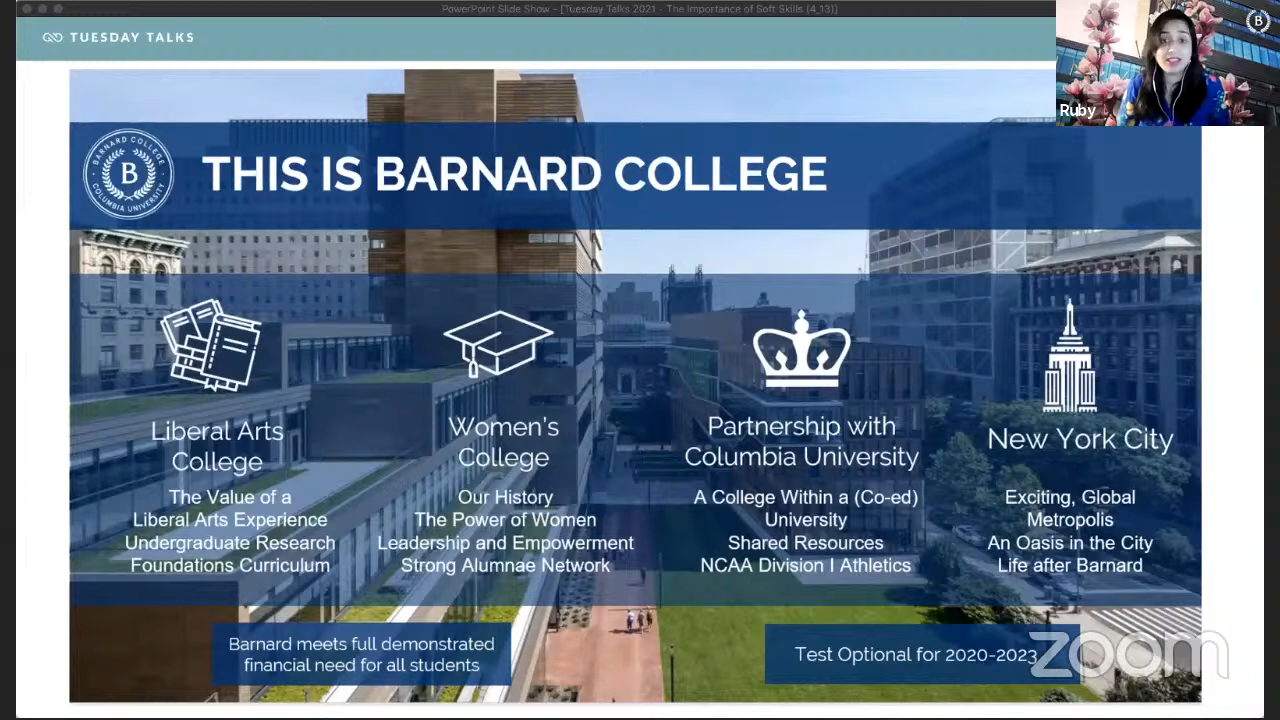 PowerPoint Slide Show - [Tuesday Talks 2021 - The Importance of Soft Skills (4_13)]
TUESDAY TALKS
Ruby
B
BARNARD COLLEGE
B
COLUMBIA UNIVERSITY
THIS IS BARNARD COLLEGE
Liberal Arts
College
The Value of a
Liberal Arts Experience
Undergraduate Research
Foundations Curriculum
Women's
College
Our History
The Power of Women
Leadership and Empowerment
Strong Alumnae Network
Partnership with
Columbia University
A College Within a (Co-ed)
University
Shared Resources
NCAA Division I Athletics
New York City
Exciting, Global
Metropolis
An Oasis in the City
Life after Barnard
Barnard meets full demonstrated
financial need for all students
Test Optional for 2020-2023
zoom